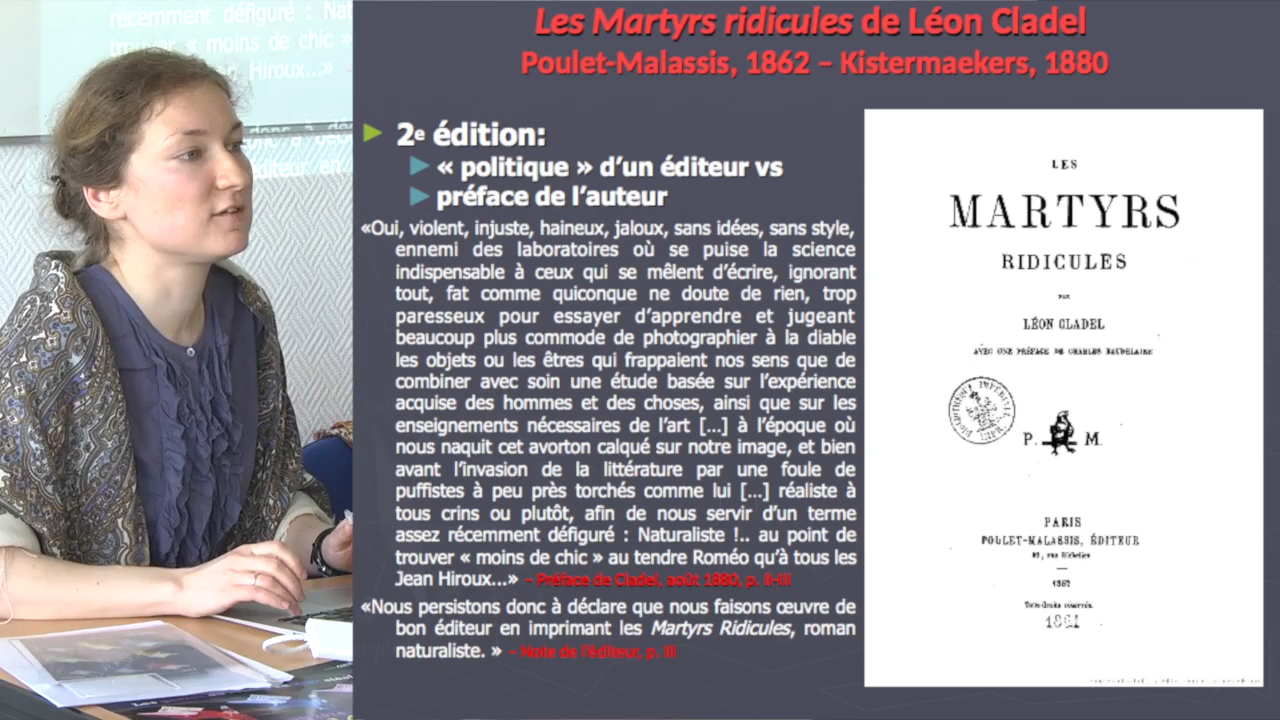 récemment défiguré : Nat
trouver « moins de chic »
Hiroux...»
donc à
éditeur en
Les Martyrs ridicules de Léon Cladel
Poulet-Malassis, 1862 – Kistermaekers, 1880
2e édition:
« politique » d’un éditeur vs
préface de l’auteur
«Oui, violent, injuste, haineux, jaloux, sans idées, sans style,
ennemi des laboratoires où se puise la science
indispensable à ceux qui se mêlent d’écrire, ignorant
tout, fat comme quiconque ne doute de rien, trop
paresseux pour essayer d’apprendre et jugeant
beaucoup plus commode de photographier à la diable
les objets ou les êtres qui frappaient nos sens que de
combiner avec soin une étude basée sur l’expérience
acquise des hommes et des choses, ainsi que sur les
enseignements nécessaires de l’art [...] à l’époque où
nous naquit cet avorton calqué sur notre image, et bien
avant l’invasion de la littérature par une foule de
puffistes à peu près torchés comme lui [...] réaliste à
tous crins ou plutôt, afin de nous servir d’un terme
assez récemment défiguré : Naturaliste !.. au point de
trouver « moins de chic » au tendre Roméo qu’à tous les
Jean Hiroux...» – Préface de Cladel, août 1880, p. II-III
«Nous persistons donc à déclare que nous faisons œuvre de
bon éditeur en imprimant les Martyrs Ridicules, roman
naturaliste. » – Note de l’éditeur, p. III
LES
MARTYRS
RIDICULES
PAR
LÉON CLADEL
AVEC UNE PRÉFACE DE CHARLES BAUDELAIRE
P. M.
PARIS
POULET-MALASSIS, ÉDITEUR
rue Richelieu
1862
Tous droits réservés.
1861